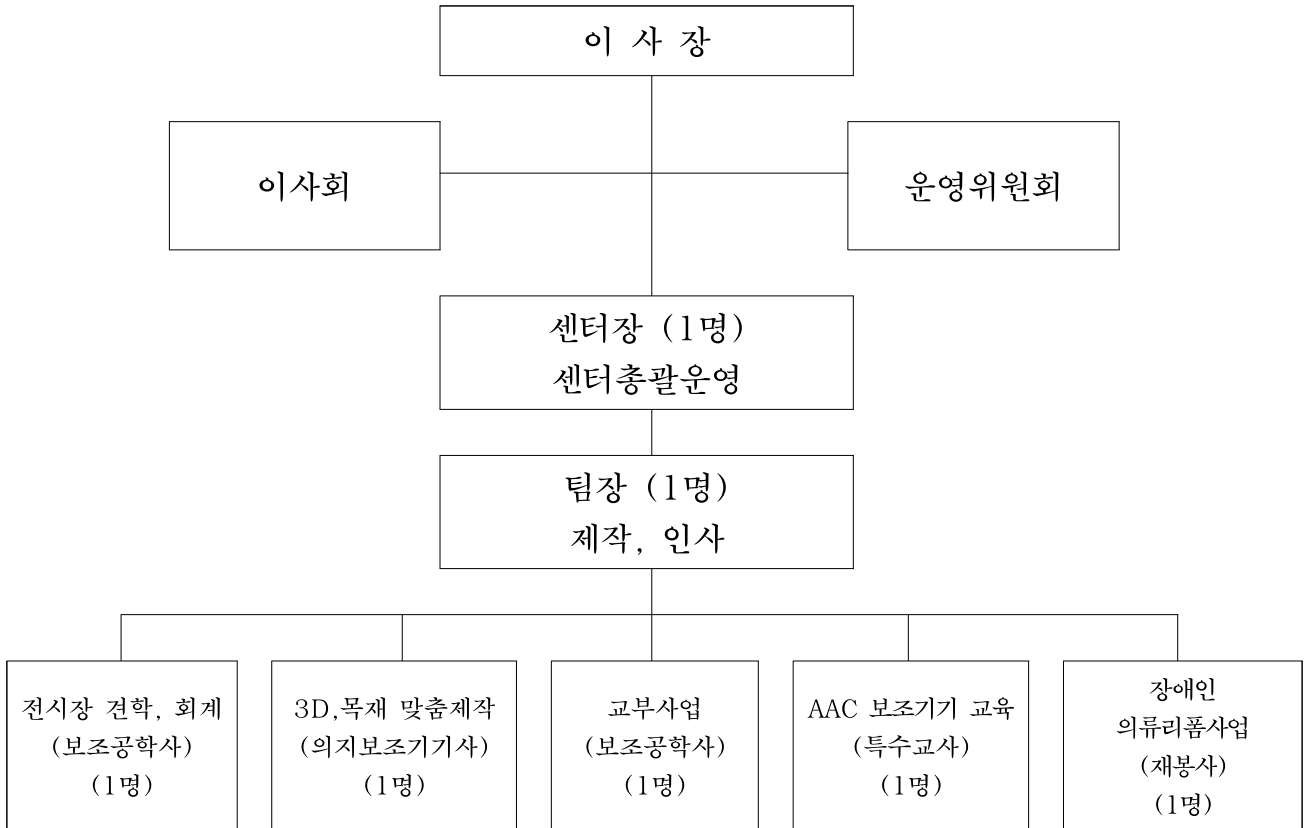 이 사 장
이사회
운영위원회
센터장 (1명)
센터총괄운영
팀장 (1명)
제작, 인사
전시장 견학, 회계
(보조공학사)
(1명)
3D,목재 맞춤제작
(의지보조기기사)
(1명)
교부사업
(보조공학사)
(1명)
AAC 보조기기 교육
(특수교사)
(1명)
장애인
의류리폼사업
(재봉사)
(1명)